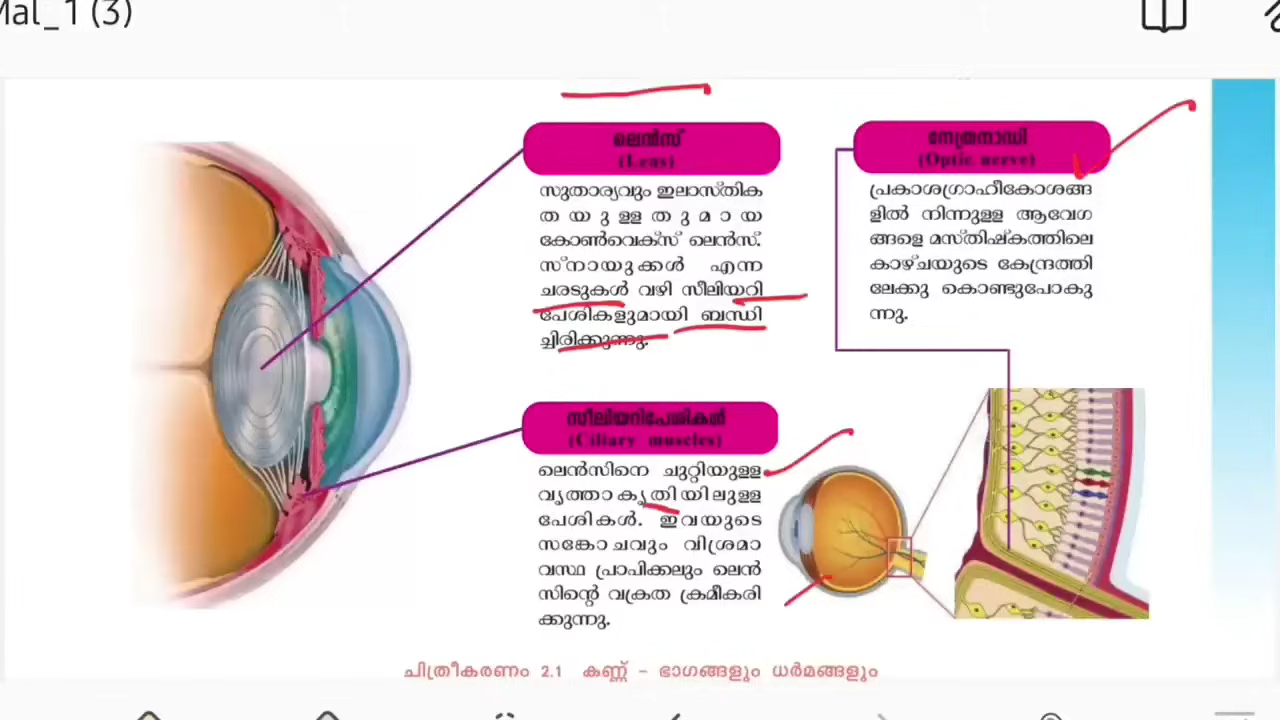 Mal_1 (3)
ലെൻസ്
(Lens)
സുതാര്യവും ഇലാസ്തിക
തയുള്ളതുമായ
കോൺവെക്സ് ലെൻസ്.
സ്നായുക്കൾ എന്ന
ചരടുകൾ വഴി സീലിയറി
പേശികളുമായി ബന്ധി
ച്ചിരിക്കുന്നു.
നേത്രനാഡി
(Optic nerve)
പ്രകാശഗ്രാഹീകോശങ്ങ
ളിൽ നിന്നുള്ള ആവേഗ
ങ്ങളെ മസ്തിഷ്കത്തിലെ
കാഴ്ചയുടെ കേന്ദ്രത്തി
ലേക്കു കൊണ്ടുപോകു
ന്നു.
സീലിയറിപേശികൾ
(Ciliary muscles)
ലെൻസിനെ ചുറ്റിയുള്ള
വൃത്താകൃതിയിലുള്ള
പേശികൾ. ഇവയുടെ
സങ്കോചവും വിശ്രമാ
വസ്ഥ പ്രാപിക്കലും ലെൻ
സിന്റെ വക്രത ക്രമീകരി
ക്കുന്നു.
ചിത്രീകരണം 2.1 കണ്ണ് - ഭാഗങ്ങളും ധർമങ്ങളും